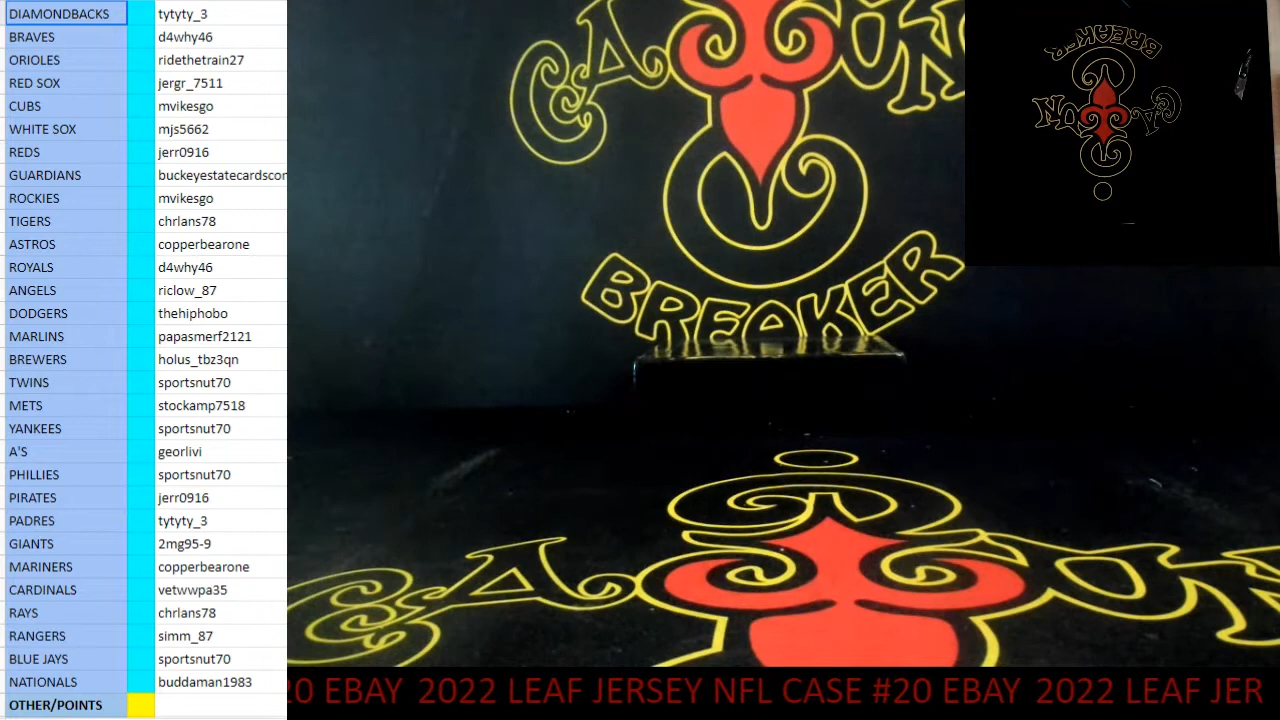 DIAMONDBACKS tytyty_3
BRAVES d4why46
ORIOLES ridethetrain27
RED SOX jergr_7511
CUBS mvikesgo
WHITE SOX mjs5662
REDS jerr0916
GUARDIANS buckeyestatecardscon
ROCKIES mvikesgo
TIGERS chrlans78
ASTROS copperbearone
ROYALS d4why46
ANGELS riclow_87
DODGERS thehiphobo
MARLINS papasmerf2121
BREWERS holus_tbz3qn
TWINS sportsnut70
METS stockamp7518
YANKEES sportsnut70
A'S georlivi
PHILLIES sportsnut70
PIRATES jerr0916
PADRES tytyty_3
GIANTS 2mg95-9
MARINERS copperbearone
CARDINALS vetwwpa35
RAYS chrlans78
RANGERS simm_87
BLUE JAYS sportsnut70
NATIONALS buddaman1983
OTHER/POINTS
BREAKER
BREAKER
20 EBAY 2022 LEAF JERSEY NFL CASE #20 EBAY 2022 LEAF JER